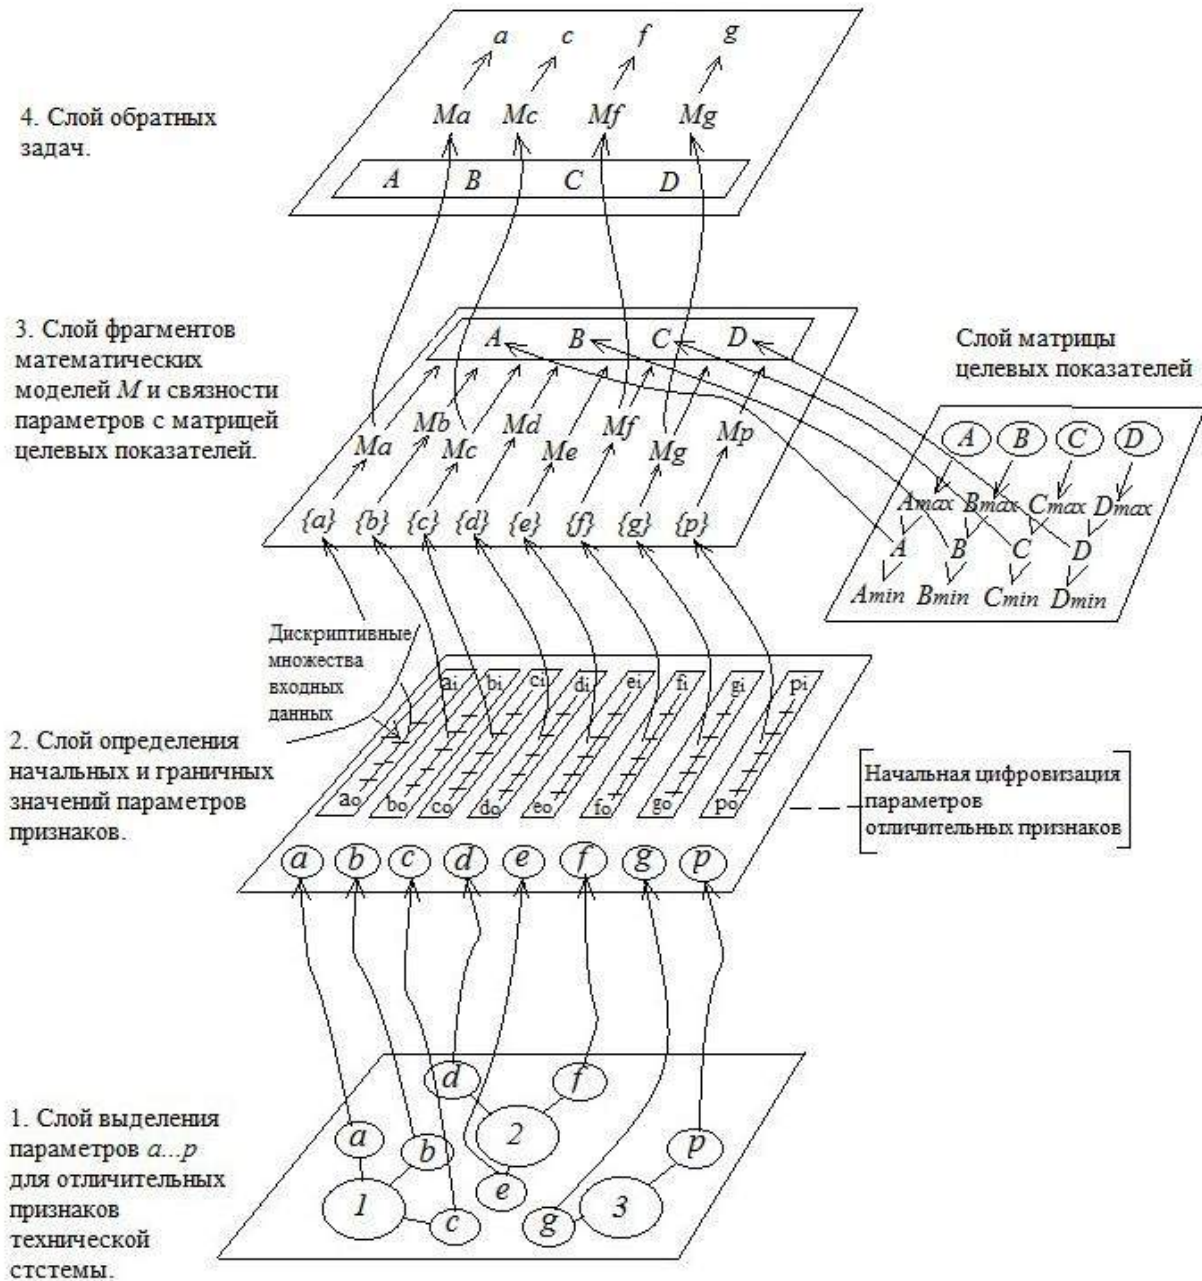 a c f g
4. Слой обратных
задач.
Ma Mc Mf Mg
A B C D
3. Слой фрагментов
математических
моделей M и связности
параметров с матрицей
целевых показателей.
A B C D
Mb Md Mf Mp
Ma Mc Me Mg
{a} {b} {c} {d} {e} {f} {g} {p}
Слой матрицы
целевых показателей
A B C D
Amax Bmax Cmax Dmax
A B C D
Amin Bmin Cmin Dmin
Дискриптивные
множества
входных
данных
2. Слой определения
начальных и граничных
значений параметров
признаков.
ai bi ci di ei fi gi pi
ao bo co do eo fo go po
a b c d e f g p
Начальная цифровизация
параметров
отличительных признаков
1. Слой выделения
параметров a...p
для отличительных
признаков
технической
стстемы.
d f
a b 2 p
1 e 3
c g